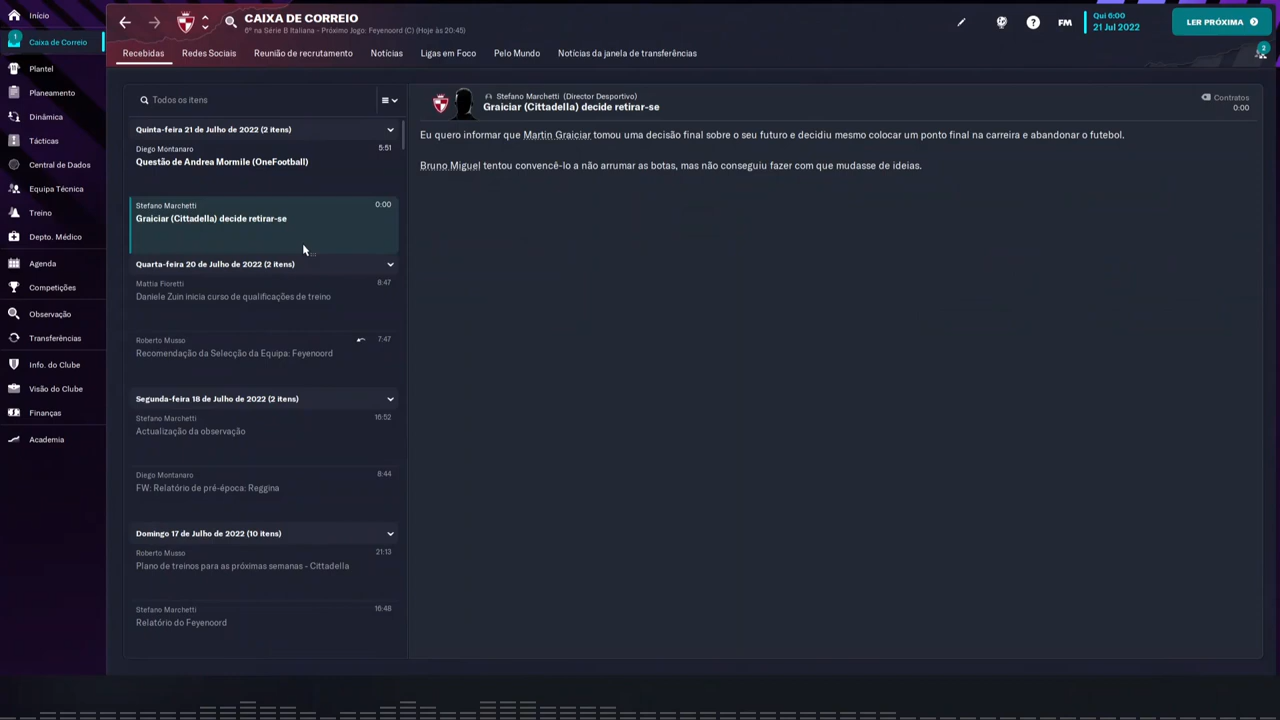 Início
CAIXA DE CORREIO
6º na Série B Italiana - Próximo Jogo: Feyenoord (C) (Hoje às 20:45)
FM
Qui 6:00
21 Jul 2022
LER PRÓXIMA
1
Caixa de Correio
Recebidas
Redes Sociais
Reunião de recrutamento
Notícias
Ligas em Foco
Pelo Mundo
Notícias da janela de transferências
2
Plantel
Planeamento
Dinâmica
Tácticas
Central de Dados
Equipa Técnica
Treino
Depto. Médico
Agenda
Competições
Observação
Transferências
Info. do Clube
Visão do Clube
Finanças
Academia
Todos os itens
Quinta-feira 21 de Julho de 2022 (2 itens)
Diego Montanaro 5:51
Questão de Andrea Mormile (OneFootball)
Stefano Marchetti 0:00
Graiciar (Cittadella) decide retirar-se
Quarta-feira 20 de Julho de 2022 (2 itens)
Mattia Fioretti 8:47
Daniele Zuin inicia curso de qualificações de treino
Roberto Musso 7:47
Recomendação da Selecção da Equipa: Feyenoord
Segunda-feira 18 de Julho de 2022 (2 itens)
Stefano Marchetti 16:52
Actualização da observação
Diego Montanaro 8:44
FW: Relatório de pré-época: Reggina
Domingo 17 de Julho de 2022 (10 itens)
Roberto Musso 21:13
Plano de treinos para as próximas semanas - Cittadella
Stefano Marchetti 16:48
Relatório do Feyenoord
Stefano Marchetti (Director Desportivo)
Graiciar (Cittadella) decide retirar-se
Contratos
0:00
Eu quero informar que Martin Graiciar tomou uma decisão final sobre o seu futuro e decidiu mesmo colocar um ponto final na carreira e abandonar o futebol.
Bruno Miguel tentou convencê-lo a não arrumar as botas, mas não conseguiu fazer com que mudasse de ideias.